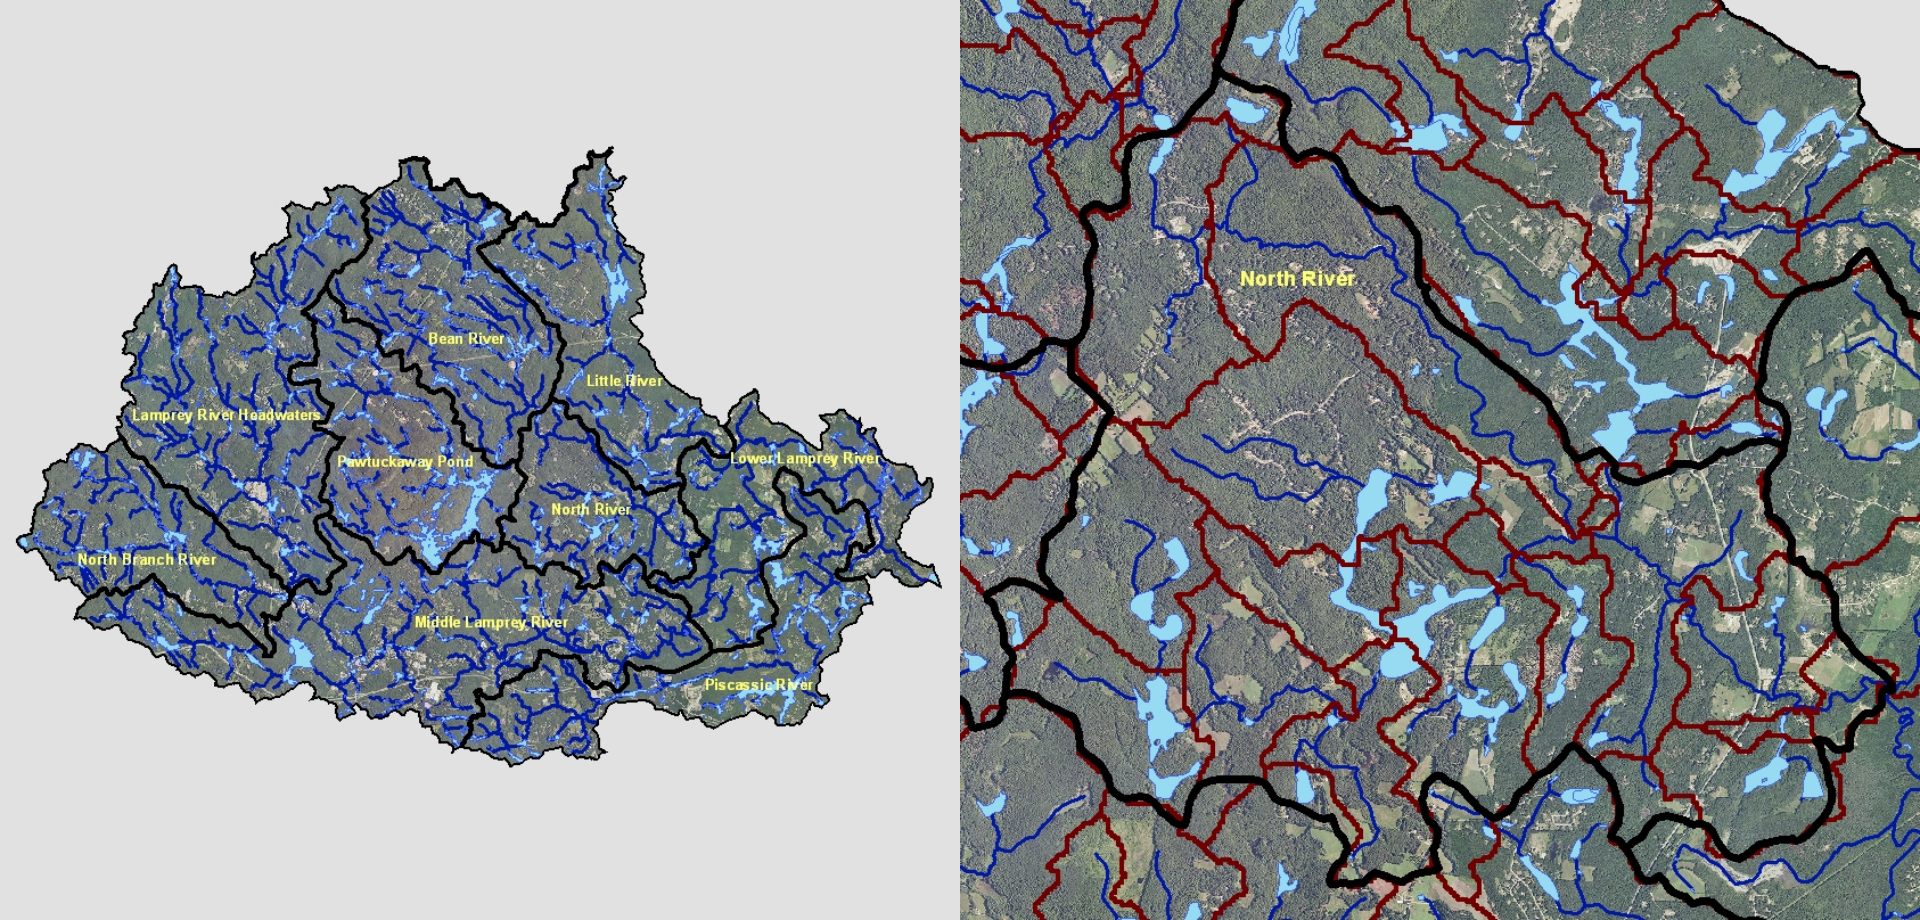 Bean River
Little River
Lamprey River Headwaters
Pawtuckaway Pond
Lower Lamprey River
North River
North Branch River
Middle Lamprey River
Piscassic River
North River